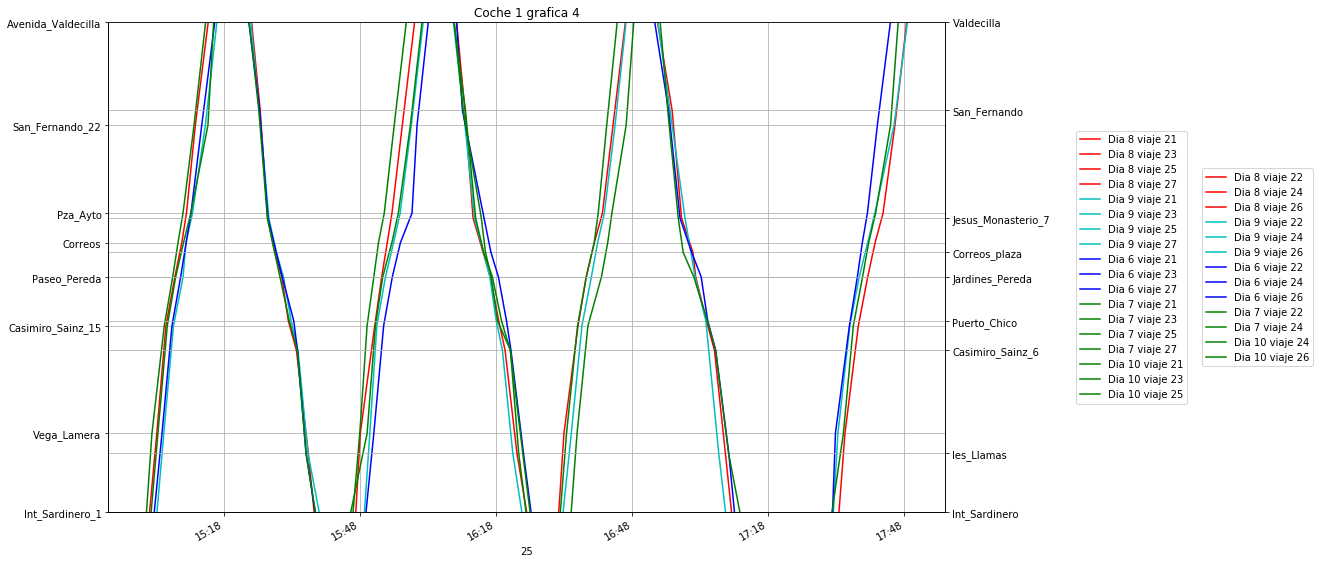 Coche 1 grafica 4
Avenida_Valdecilla
San_Fernando_22
Pza_Ayto
Correos
Paseo_Pereda
Casimiro_Sainz_15
Vega_Lamera
Int_Sardinero_1
Valdecilla
San_Fernando
Jesus_Monasterio_7
Correos_plaza
Jardines_Pereda
Puerto_Chico
Casimiro_Sainz_6
Ies_Llamas
Int_Sardinero
15:18
15:48
16:18
16:48
17:18
17:48
25
Dia 8 viaje 21
Dia 8 viaje 23
Dia 8 viaje 25
Dia 8 viaje 27
Dia 9 viaje 21
Dia 9 viaje 23
Dia 9 viaje 25
Dia 9 viaje 27
Dia 6 viaje 21
Dia 6 viaje 23
Dia 6 viaje 27
Dia 7 viaje 21
Dia 7 viaje 23
Dia 7 viaje 25
Dia 7 viaje 27
Dia 10 viaje 21
Dia 10 viaje 23
Dia 10 viaje 25
Dia 8 viaje 22
Dia 8 viaje 24
Dia 8 viaje 26
Dia 9 viaje 22
Dia 9 viaje 24
Dia 9 viaje 26
Dia 6 viaje 22
Dia 6 viaje 24
Dia 6 viaje 26
Dia 7 viaje 22
Dia 7 viaje 24
Dia 10 viaje 24
Dia 10 viaje 26